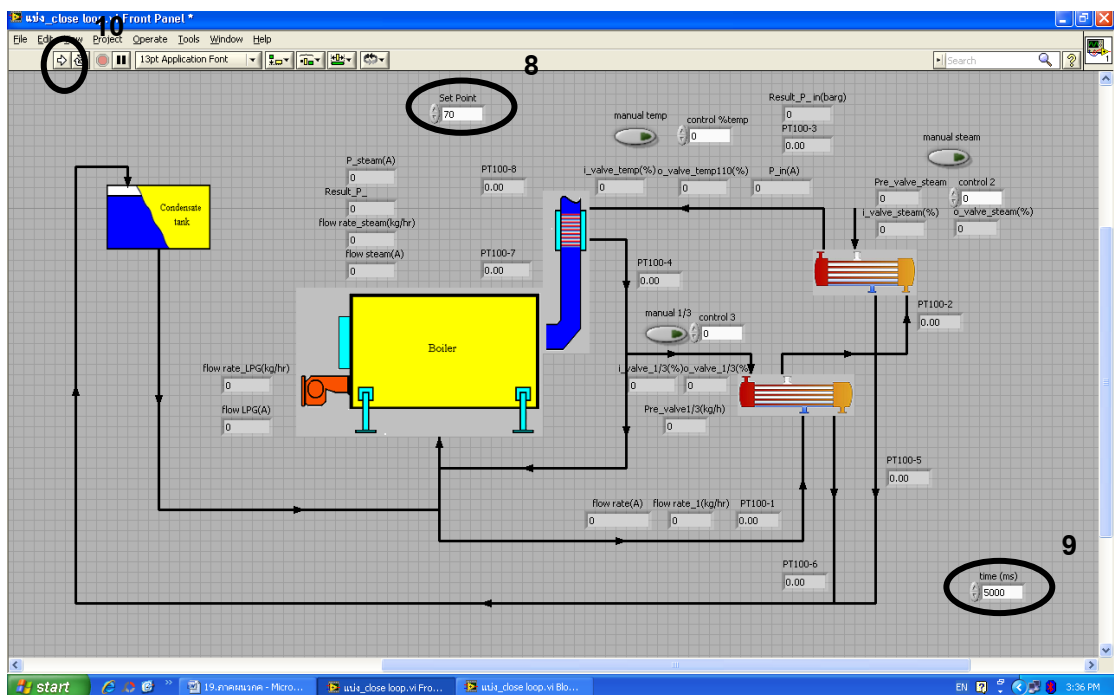 แบ่ง_close loop.vi Front Panel *
10
File Edit View Project Operate Tools Window Help
13pt Application Font
Search
1
8
Set Point
70
Result_P_ in(barg)
0
manual temp
control %temp
0
PT100-3
0.00
manual steam
P_steam(A)
0
PT100-8
0.00
i_valve_temp(%) o_valve_temp110(%) P_in(A)
0 0 0
Pre_valve_steam control 2
0 0
Result_P_
0
i_valve_steam(%) o_valve_steam(%)
0 0
Condensate
tank
flow rate_steam(kg/hr)
0
flow steam(A)
0
PT100-7
0.00
PT100-4
0.00
PT100-2
0.00
manual 1/3 control 3
0
Boiler
flow rate_LPG(kg/hr)
0
i_valve_1/3(%) o_valve_1/3(%)
0 0
flow LPG(A)
0
Pre_valve1/3(kg/h)
0
PT100-5
0.00
flow rate(A) flow rate_1(kg/hr) PT100-1
0 0 0.00
9
PT100-6
0.00
time (ms)
5000
start
19.ภาคผนวกค - Micro...
แบ่ง_close loop.vi Fro...
แบ่ง_close loop.vi Blo...
EN
3:36 PM